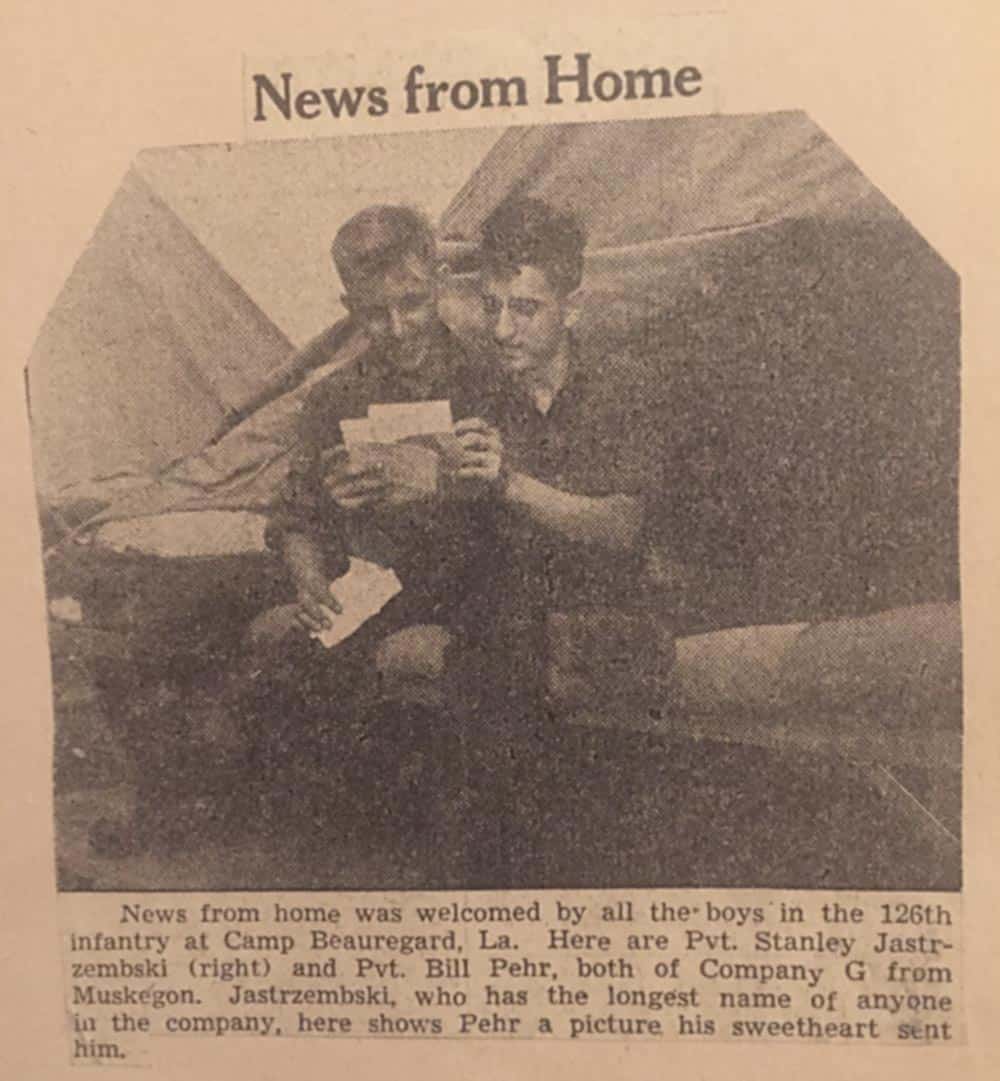 News from Home
News from home was welcomed by all the boys in the 126th
infantry at Camp Beauregard, La. Here are Pvt. Stanley Jastr-
zembski (right) and Pvt. Bill Pehr, both of Company G from
Muskegon. Jastrzembski, who has the longest name of anyone
in the company, here shows Pehr a picture his sweetheart sent
him.